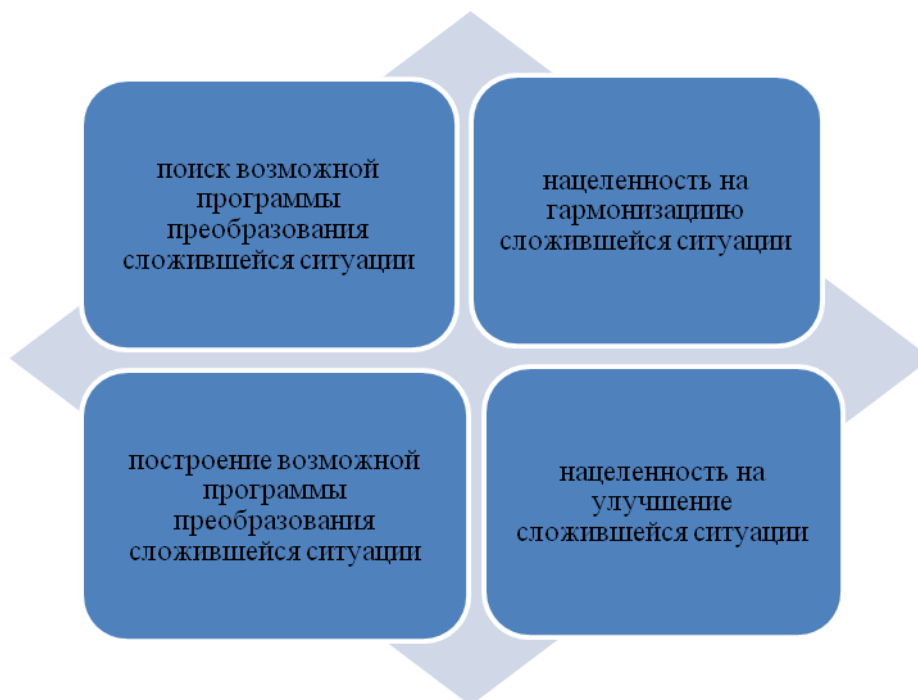 поиск возможной
программы
преобразования
сложившейся ситуации
нацеленность на
гармонизациию
сложившейся ситуации
построение возможной
программы
преобразования
сложившейся ситуации
нацеленность на
улучшение
сложившейся ситуации